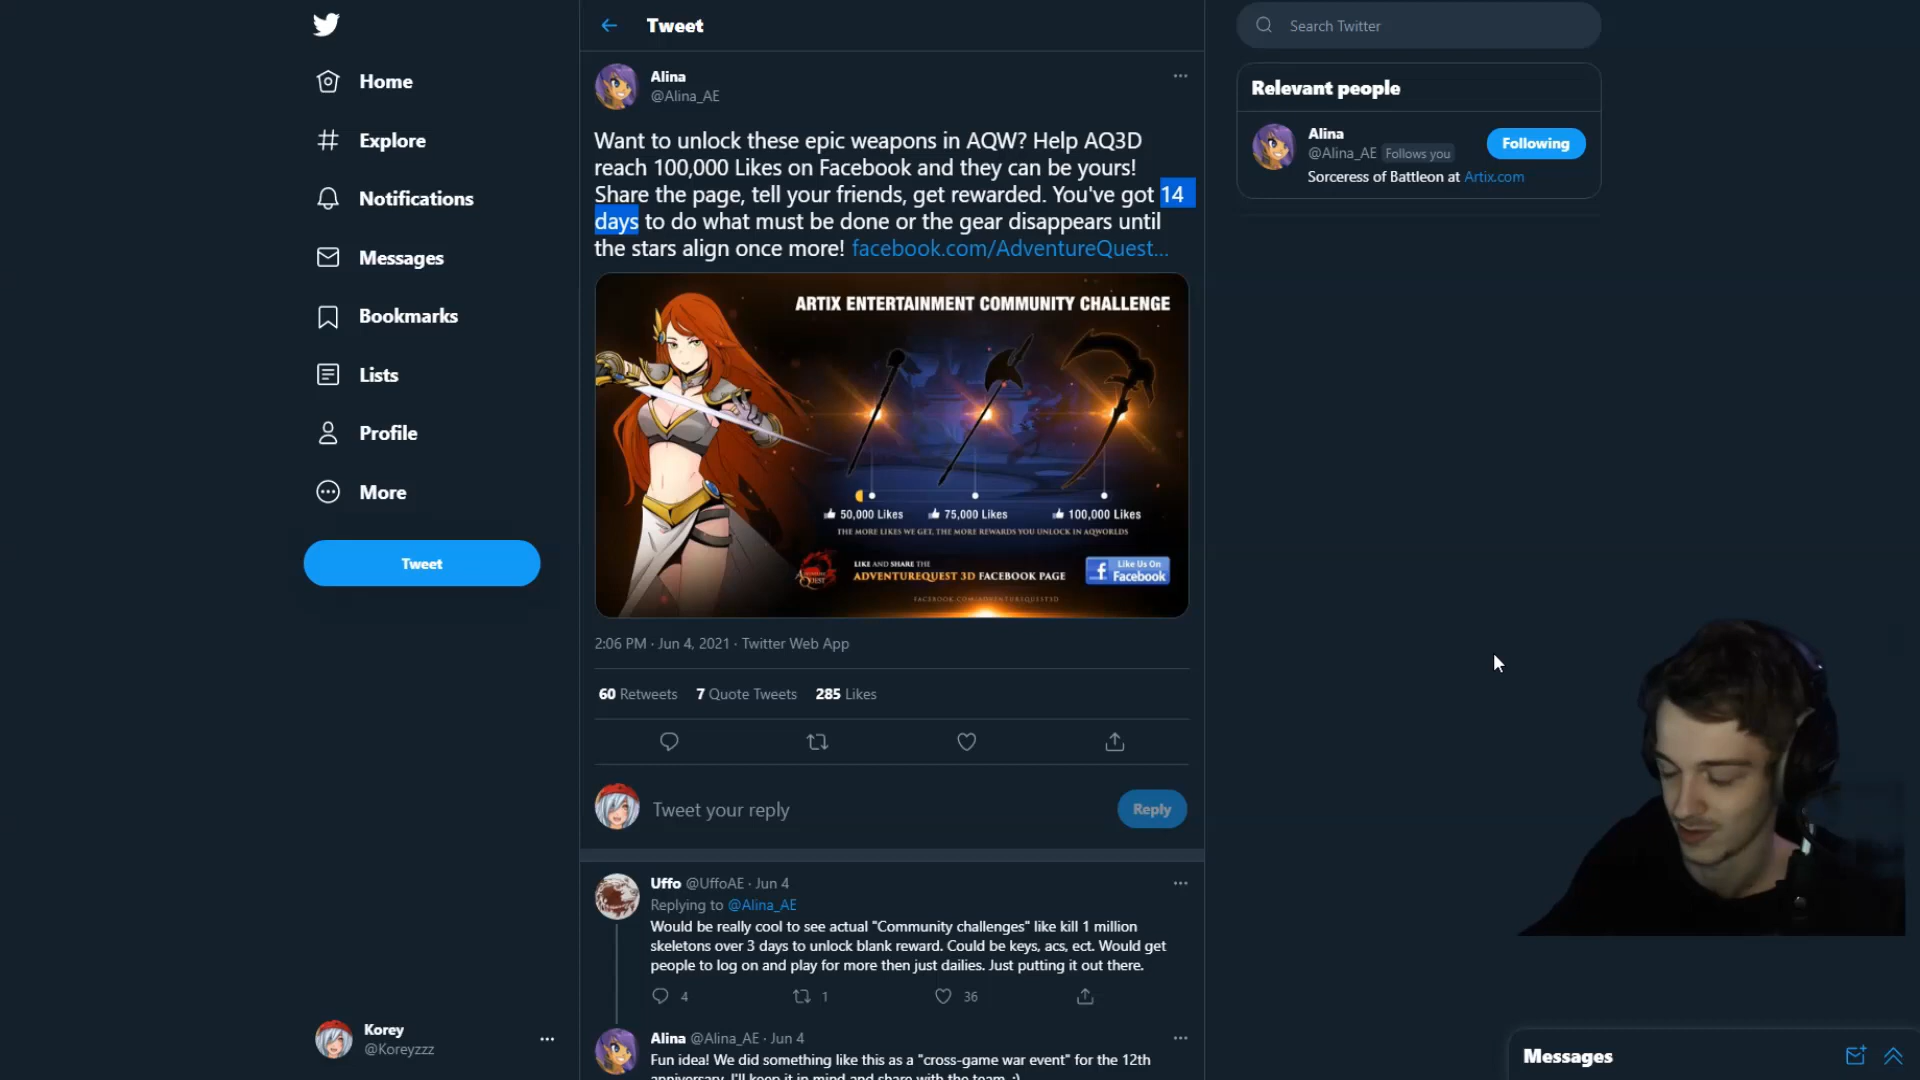 Home
Explore
Notifications
Messages
Bookmarks
Lists
Profile
More
Tweet
Korey
@Koreyzzz
Tweet
Alina
@Alina_AE
Want to unlock these epic weapons in AQW? Help AQ3D
reach 100,000 Likes on Facebook and they can be yours!
Share the page, tell your friends, get rewarded. You've got 14
days to do what must be done or the gear disappears until
the stars align once more! facebook.com/AdventureQuest...
ARTIX ENTERTAINMENT COMMUNITY CHALLENGE
50,000 Likes
75,000 Likes
100,000 Likes
THE MORE LIKES WE GET, THE MORE REWARDS YOU UNLOCK IN AQWORLDS
LIKE AND SHARE THE
ADVENTUREQUEST 3D FACEBOOK PAGE
Like Us On
Facebook
FACEBOOK.COM/ADVENTUREQUEST3D
2:06 PM · Jun 4, 2021 · Twitter Web App
60 Retweets 7 Quote Tweets 285 Likes
Tweet your reply
Reply
Uffo @UffoAE · Jun 4
Replying to @Alina_AE
Would be really cool to see actual "Community challenges" like kill 1 million
skeletons over 3 days to unlock blank reward. Could be keys, acs, ect. Would get
people to log on and play for more then just dailies. Just putting it out there.
4 1 36
Alina @Alina_AE · Jun 4
Fun idea! We did something like this as a "cross-game war event" for the 12th
anniversary. I'll keep it in mind and share with the team. :)
Search Twitter
Relevant people
Alina
@Alina_AE Follows you
Following
Sorceress of Battleon at Artix.com
Messages